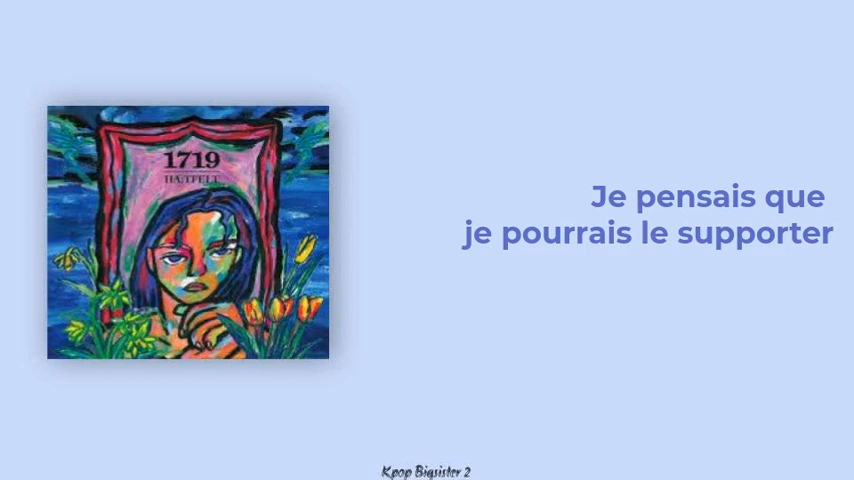 1719
HA:TFELT
Je pensais que
je pourrais le supporter
Kpop Bigsister 2